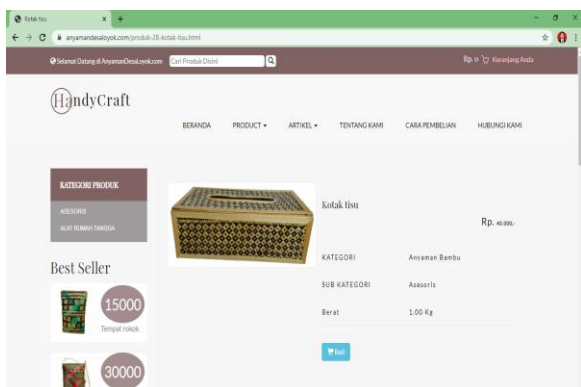 Kotak tisu
anyamandesaloyok.com/produk-28-kotak-tisu.html
Selamat Datang di AnyamanDesaLoyok.com
Cari Produk Disini
Rp. 0 Keranjang Anda
HandyCraft
BERANDA PRODUCT ARTIKEL TENTANG KAMI CARA PEMBELIAN HUBUNGI KAMI
KATEGORI PRODUK
ASESORIS
ALAT RUMAH TANGGA
Kotak tisu
Rp. 40.000,-
KATEGORI Anyaman Bambu
SUB KATEGORI Asesoris
Berat 1.00 Kg
Beli
Best Seller
15000
Tempat rokok
30000